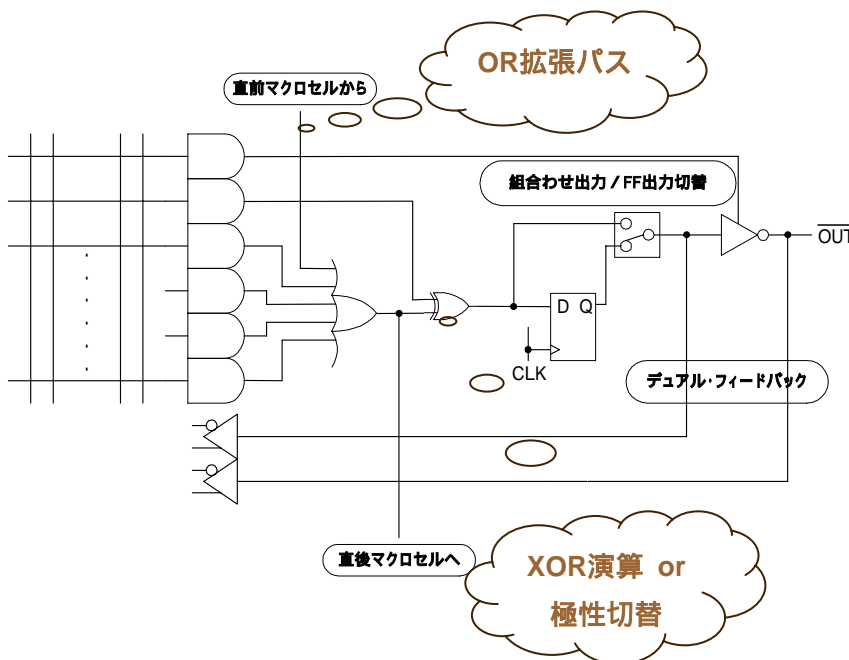 OR拡張パス
直前マクロセルから
組合わせ出力 / FF出力切替
OUT
D Q
CLK
デュアル・フィードバック
直後マクロセルへ
XOR演算 or
極性切替